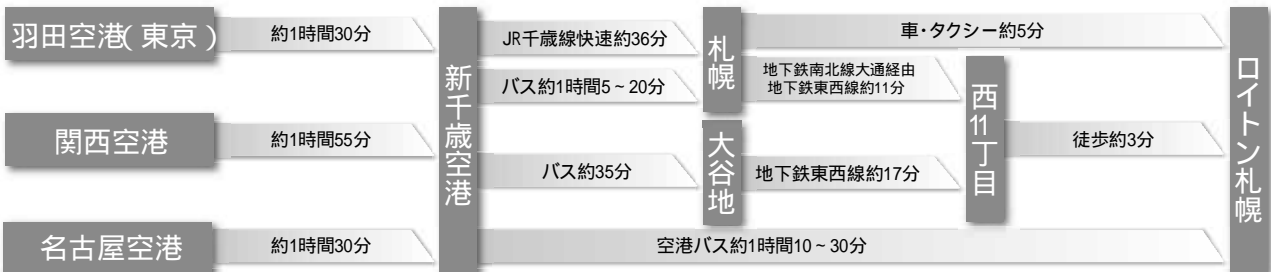 羽田空港(東京)
約1時間30分
関西空港
約1時間55分
名古屋空港
約1時間30分
新千歳空港
JR千歳線快速約36分
バス約1時間5~20分
バス約35分
空港バス約1時間10~30分
札幌
大谷地
車・タクシー約5分
地下鉄南北線大通経由
地下鉄東西線約11分
地下鉄東西線約17分
西11丁目
徒歩約3分
ロイトン札幌